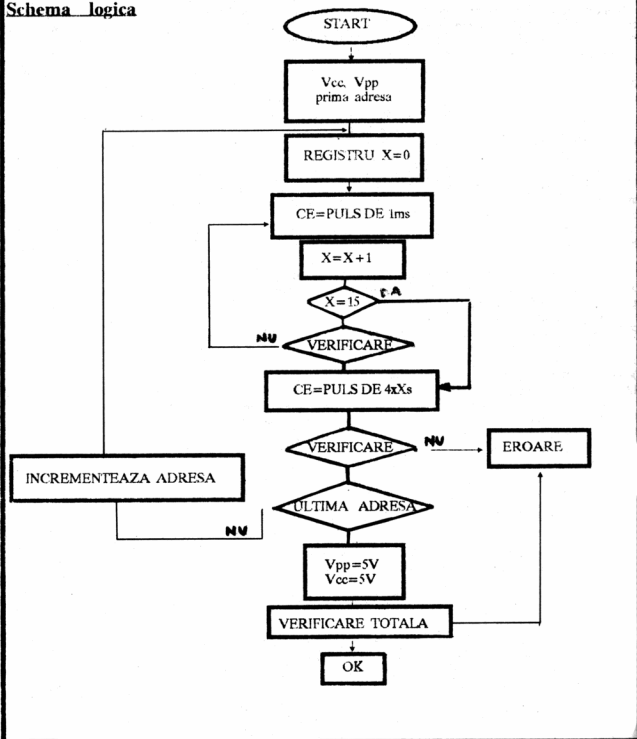 Schema logica
START
Vcc, Vpp
prima adresa
REGISTRU X=0
CE=PULS DE 1ms
X=X+1
X=15
DA
NU
VERIFICARE
CE=PULS DE 4xXs
VERIFICARE
NU
EROARE
INCREMENTEAZA ADRESA
ULTIMA ADRESA
NU
Vpp=5V
Vcc=5V
VERIFICARE TOTALA
OK